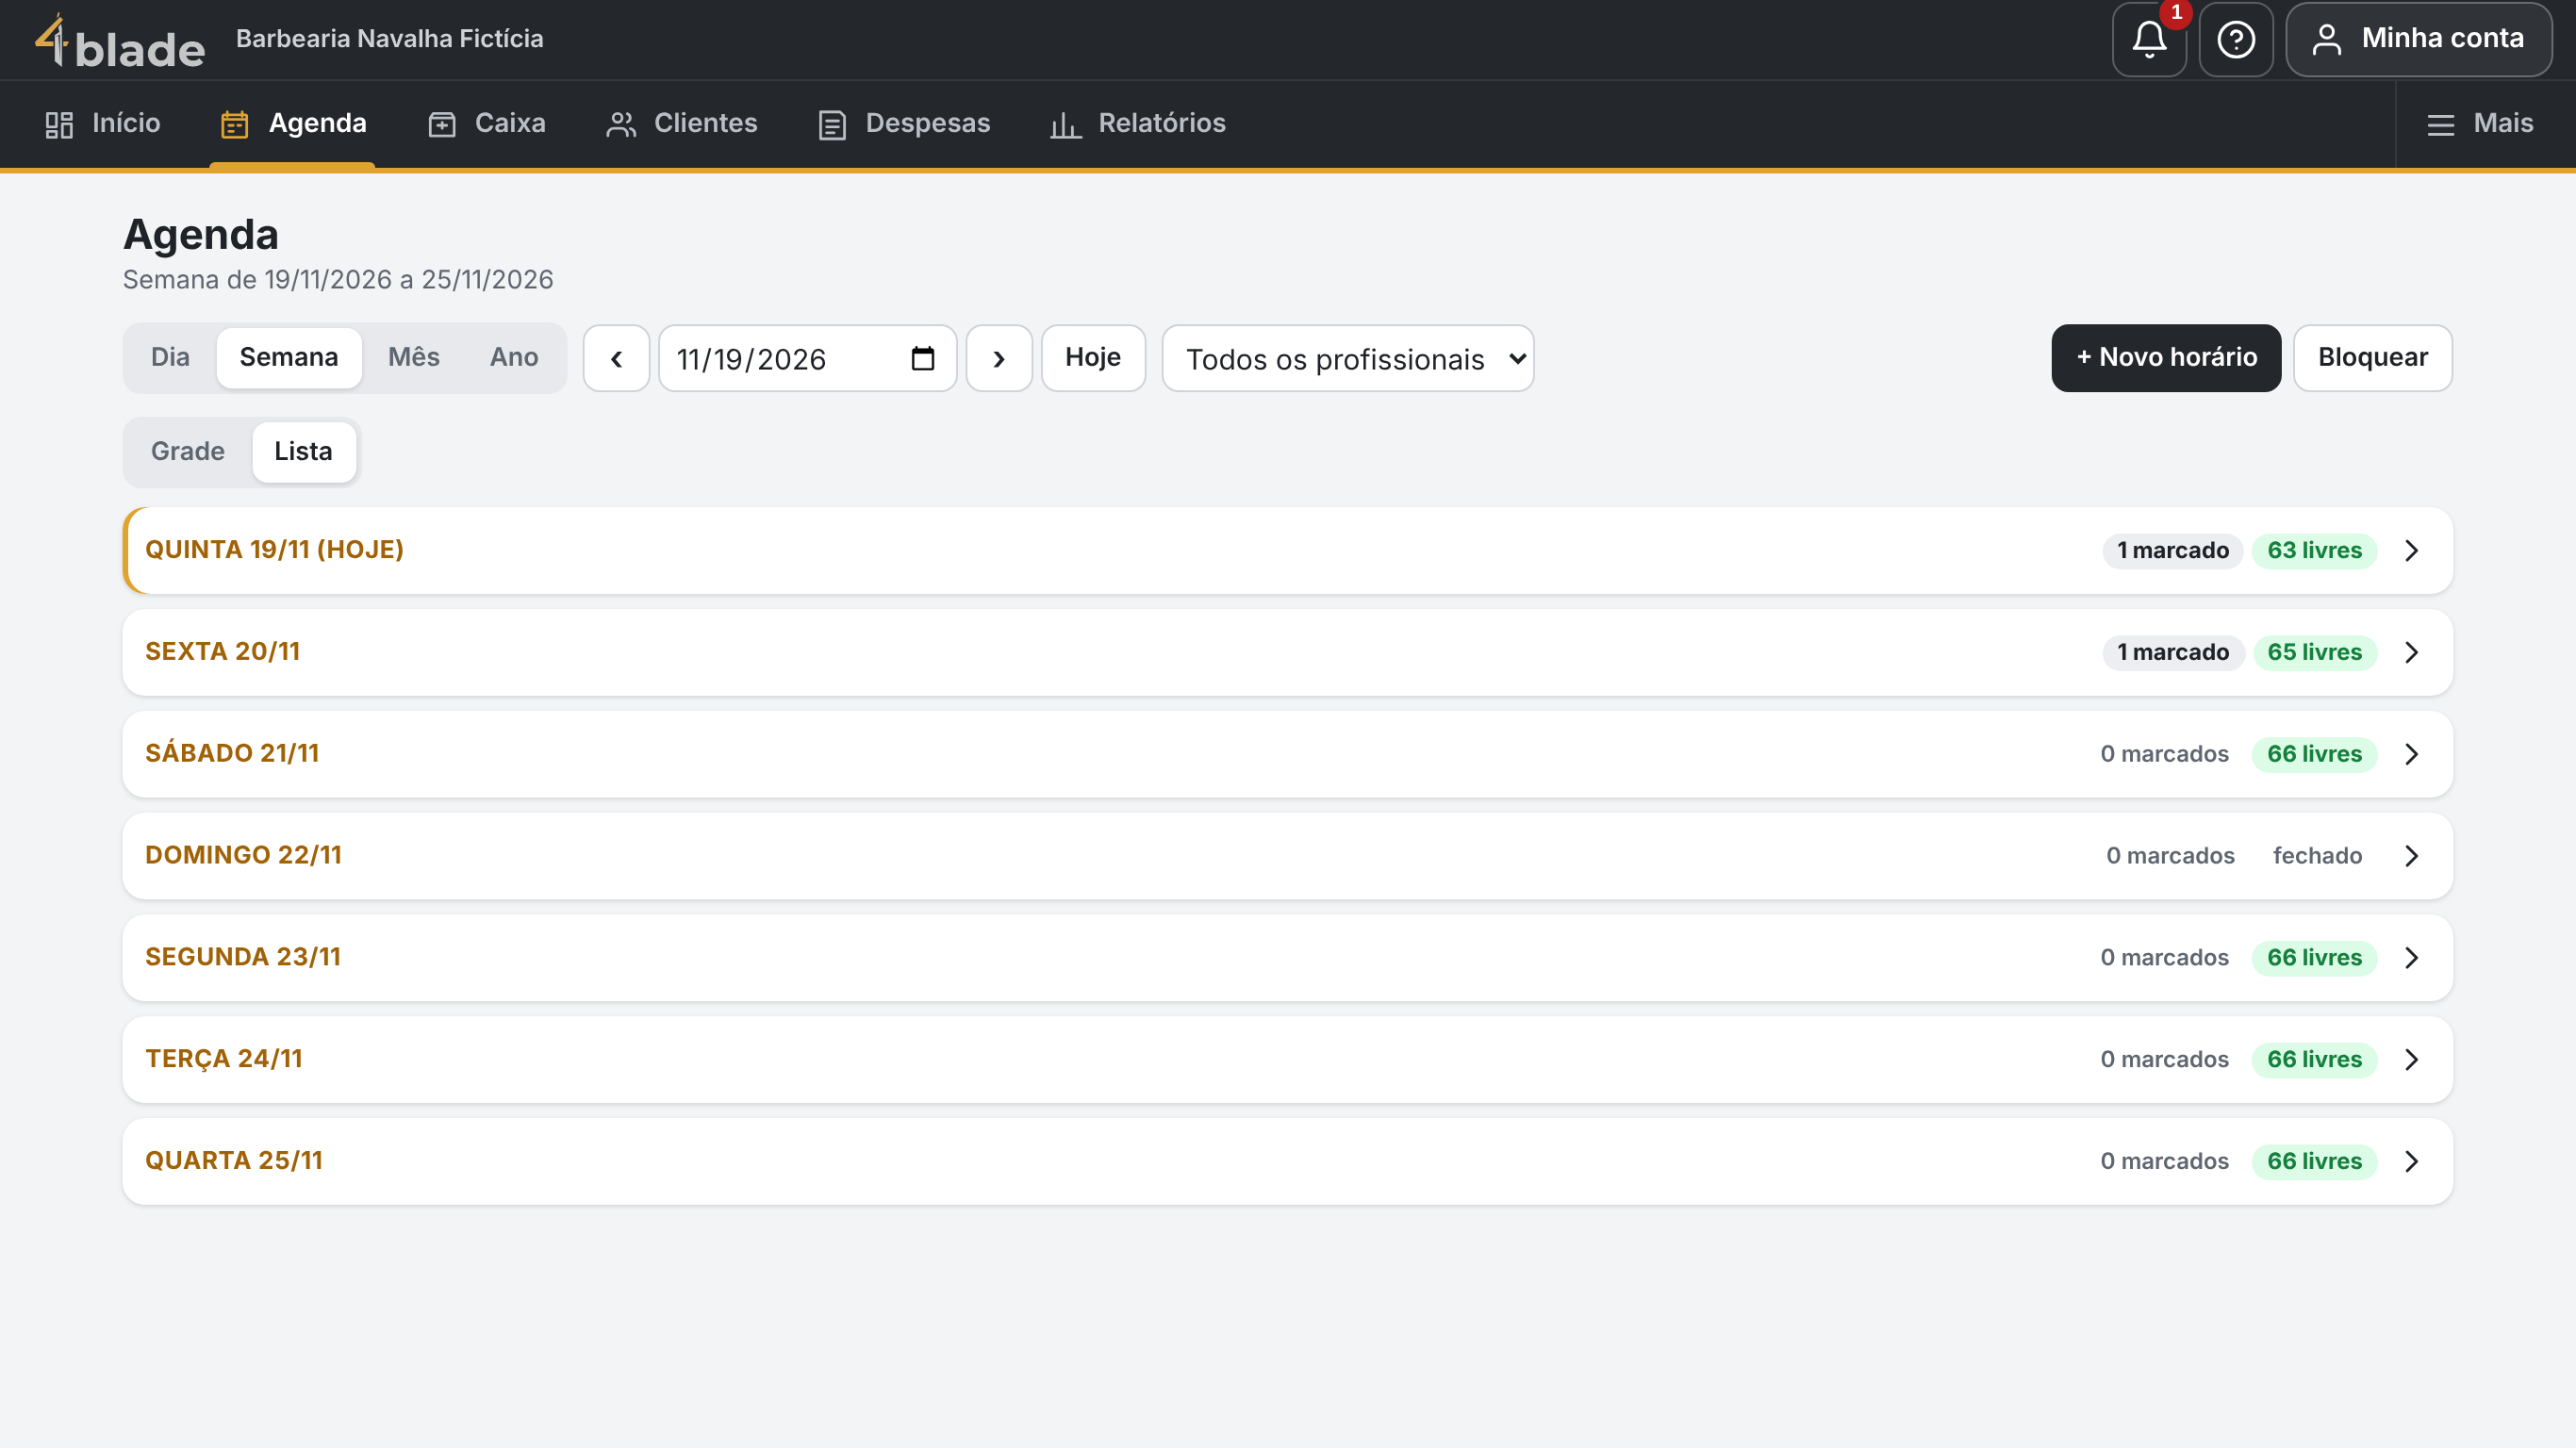 4blade Barbearia Navalha Fictícia 1 Minha conta
Início Agenda Caixa Clientes Despesas Relatórios Mais
Agenda
Semana de 19/11/2026 a 25/11/2026
Dia Semana Mês Ano ‹ 11/19/2026 › Hoje Todos os profissionais + Novo horário Bloquear
Grade Lista
QUINTA 19/11 (HOJE) 1 marcado 63 livres
SEXTA 20/11 1 marcado 65 livres
SÁBADO 21/11 0 marcados 66 livres
DOMINGO 22/11 0 marcados fechado
SEGUNDA 23/11 0 marcados 66 livres
TERÇA 24/11 0 marcados 66 livres
QUARTA 25/11 0 marcados 66 livres